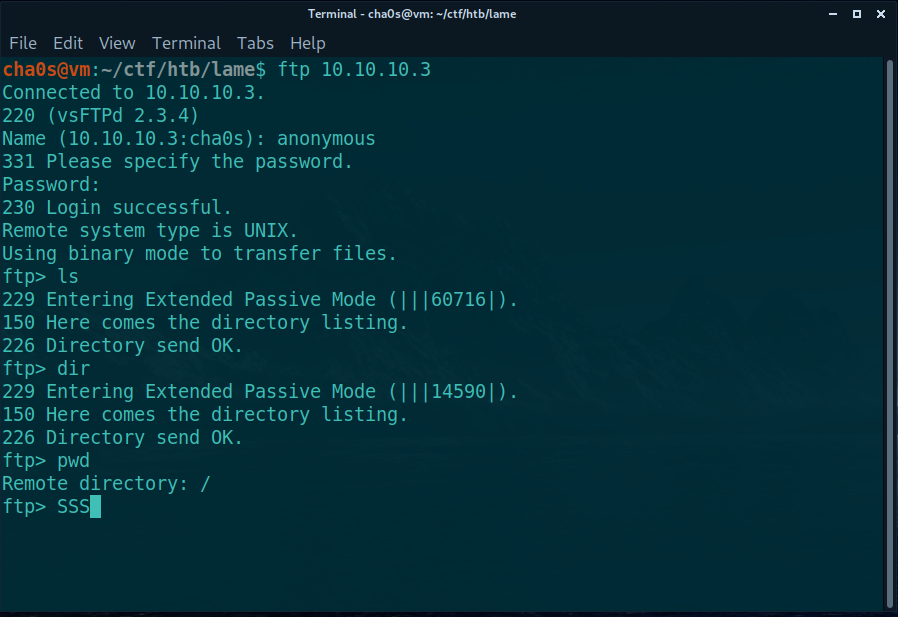 Terminal - cha0s@vm: ~/ctf/htb/lame
File Edit View Terminal Tabs Help
cha0s@vm:~/ctf/htb/lame$ ftp 10.10.10.3
Connected to 10.10.10.3.
220 (vsFTPd 2.3.4)
Name (10.10.10.3:cha0s): anonymous
331 Please specify the password.
Password:
230 Login successful.
Remote system type is UNIX.
Using binary mode to transfer files.
ftp> ls
229 Entering Extended Passive Mode (|||60716|).
150 Here comes the directory listing.
226 Directory send OK.
ftp> dir
229 Entering Extended Passive Mode (|||14590|).
150 Here comes the directory listing.
226 Directory send OK.
ftp> pwd
Remote directory: /
ftp> SSS